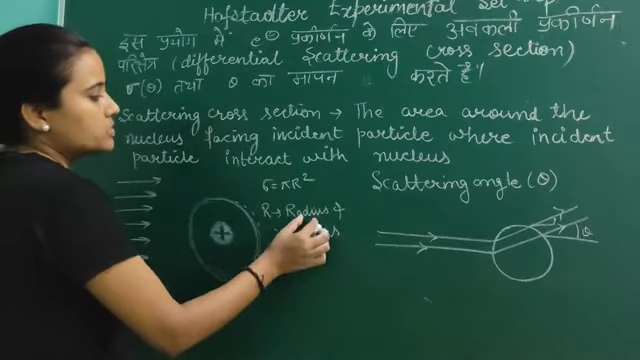 Hofstadter Experimental Set-up
इस प्रयोग में e⊖ प्रकीर्णन के लिए अवकली प्रकीर्णन
परिक्षेत्र (differential Scattering cross section)
σ(θ) तथा θ का मापन करते है।
Scattering cross section → The area around the
nucleus facing incident particle where incident
particle interact with nucleus
σ=πR²
Scattering angle (θ)
R→ Radius of
+
θ